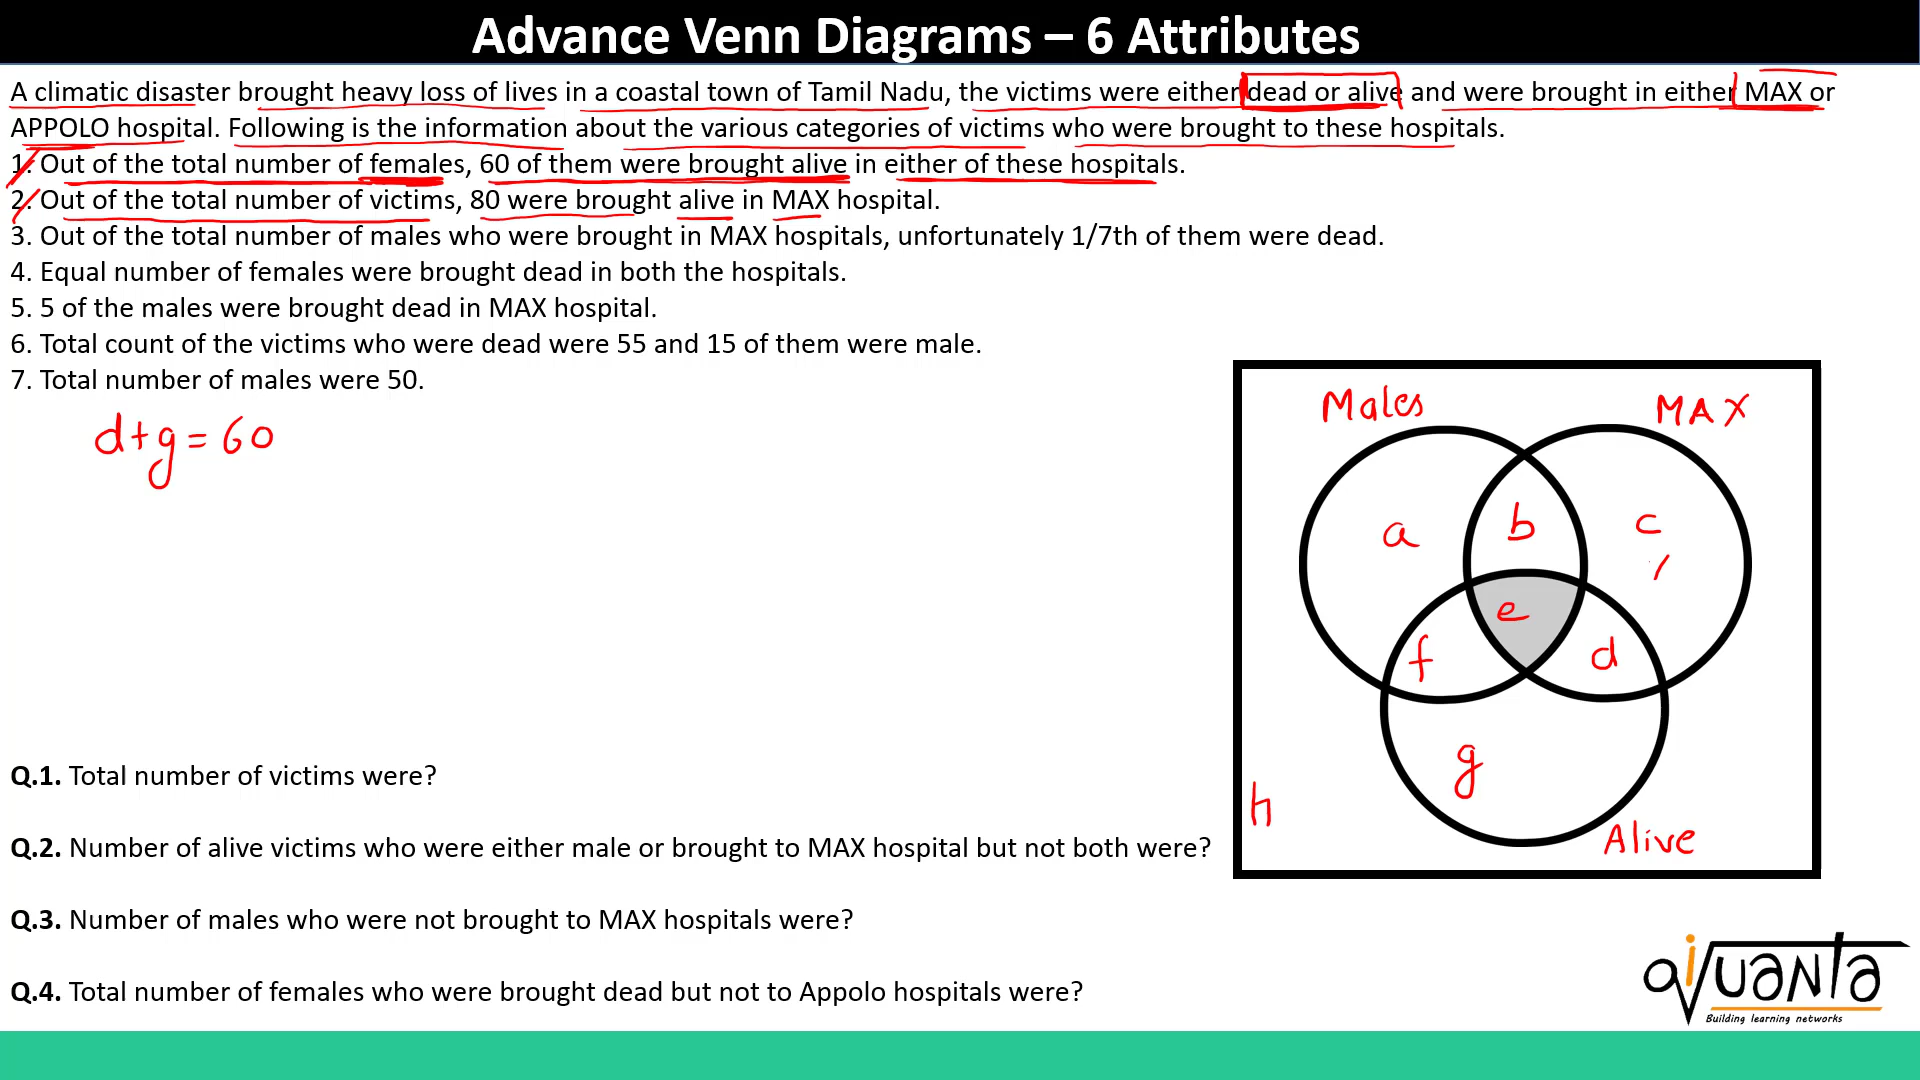 Advance Venn Diagrams – 6 Attributes
A climatic disaster brought heavy loss of lives in a coastal town of Tamil Nadu, the victims were either dead or alive and were brought in either MAX or
APPOLO hospital. Following is the information about the various categories of victims who were brought to these hospitals.
1. Out of the total number of females, 60 of them were brought alive in either of these hospitals.
2. Out of the total number of victims, 80 were brought alive in MAX hospital.
3. Out of the total number of males who were brought in MAX hospitals, unfortunately 1/7th of them were dead.
4. Equal number of females were brought dead in both the hospitals.
5. 5 of the males were brought dead in MAX hospital.
6. Total count of the victims who were dead were 55 and 15 of them were male.
7. Total number of males were 50.
d+g = 60
Males
MAX
a
b
c
e
f
d
g
h
Alive
Q.1. Total number of victims were?
Q.2. Number of alive victims who were either male or brought to MAX hospital but not both were?
Q.3. Number of males who were not brought to MAX hospitals were?
Q.4. Total number of females who were brought dead but not to Appolo hospitals were?
qiuanta
Building learning networks